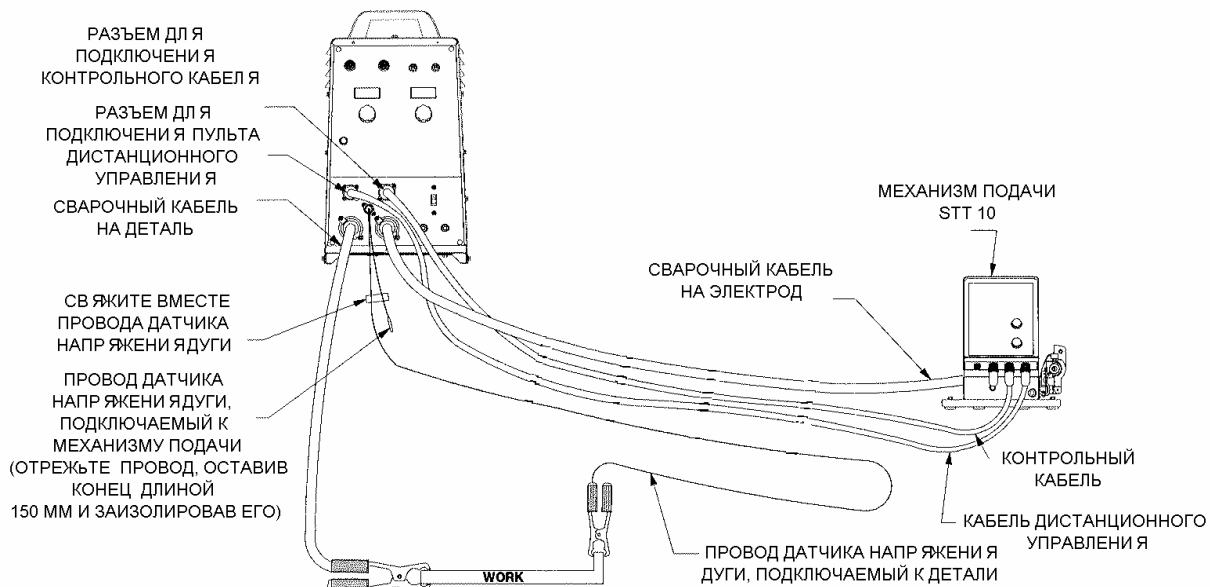 РАЗЪЕМ ДЛ Я
ПОДКЛЮЧЕНИ Я
КОНТРОЛЬНОГО КАБЕЛ Я
РАЗЪЕМ ДЛ Я
ПОДКЛЮЧЕНИ Я ПУЛЬТА
ДИСТАНЦИОННОГО
УПРАВЛЕНИ Я
СВАРОЧНЫЙ КАБЕЛЬ
НА ДЕТАЛЬ
СВ ЯЖИТЕ ВМЕСТЕ
ПРОВОДА ДАТЧИКА
НАПР ЯЖЕНИ Я ДУГИ
ПРОВОД ДАТЧИКА
НАПР ЯЖЕНИ Я ДУГИ,
ПОДКЛЮЧАЕМЫЙ К
МЕХАНИЗМУ ПОДАЧИ
(ОТРЕЖЬТЕ ПРОВОД, ОСТАВИВ
КОНЕЦ ДЛИНОЙ
150 ММ И ЗАИЗОЛИРОВАВ ЕГО)
МЕХАНИЗМ ПОДАЧИ
STT 10
СВАРОЧНЫЙ КАБЕЛЬ
НА ЭЛЕКТРОД
КОНТРОЛЬНЫЙ
КАБЕЛЬ
КАБЕЛЬ ДИСТАНЦИОННОГО
УПРАВЛЕНИ Я
ПРОВОД ДАТЧИКА НАПР ЯЖЕНИ Я
ДУГИ, ПОДКЛЮЧАЕМЫЙ К ДЕТАЛИ
WORK